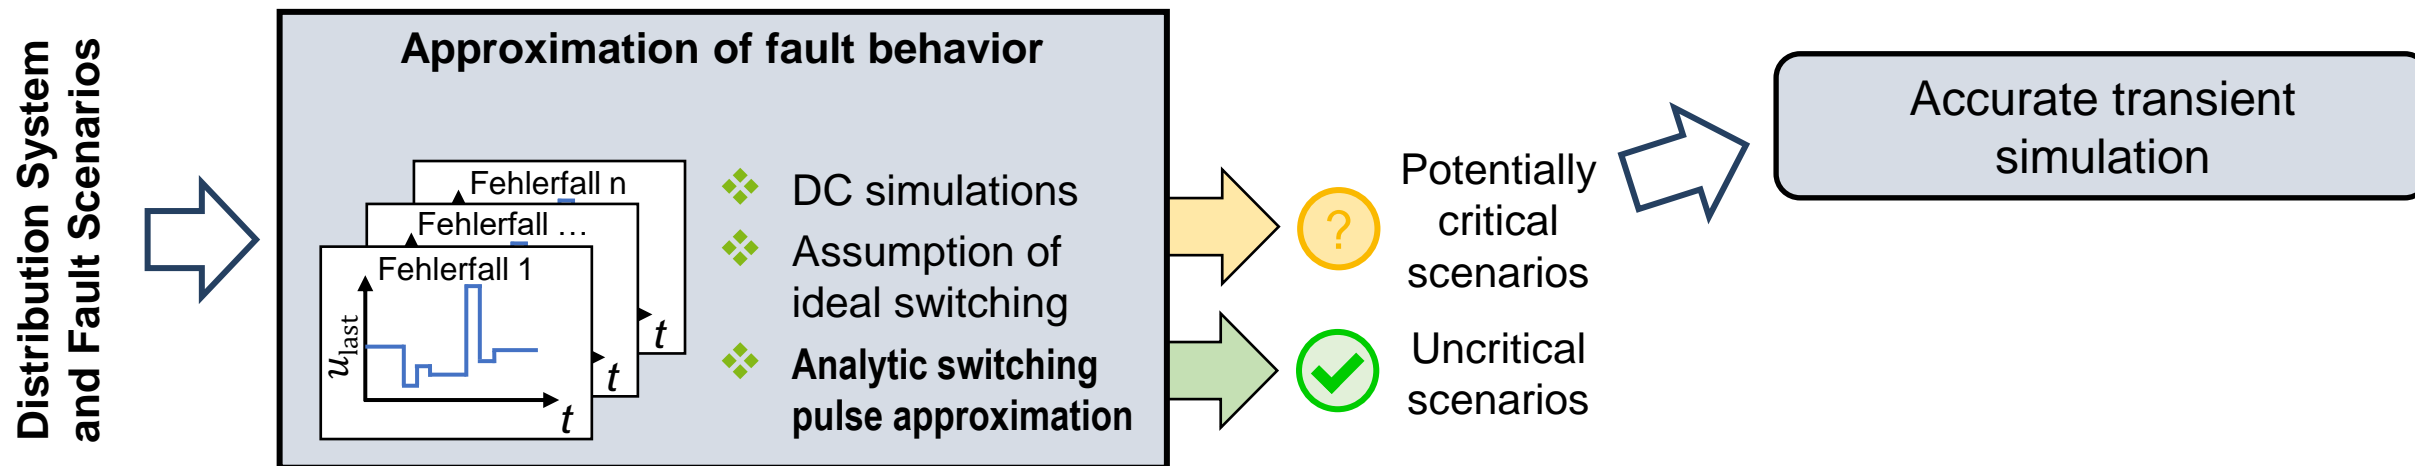 Distribution System
and Fault Scenarios
Approximation of fault behavior
Fehlerfall n
t
Fehlerfall …
t
Fehlerfall 1
u_last
t
DC simulations
Assumption of
ideal switching
Analytic switching
pulse approximation
?
Potentially
critical
scenarios
Uncritical
scenarios
Accurate transient
simulation